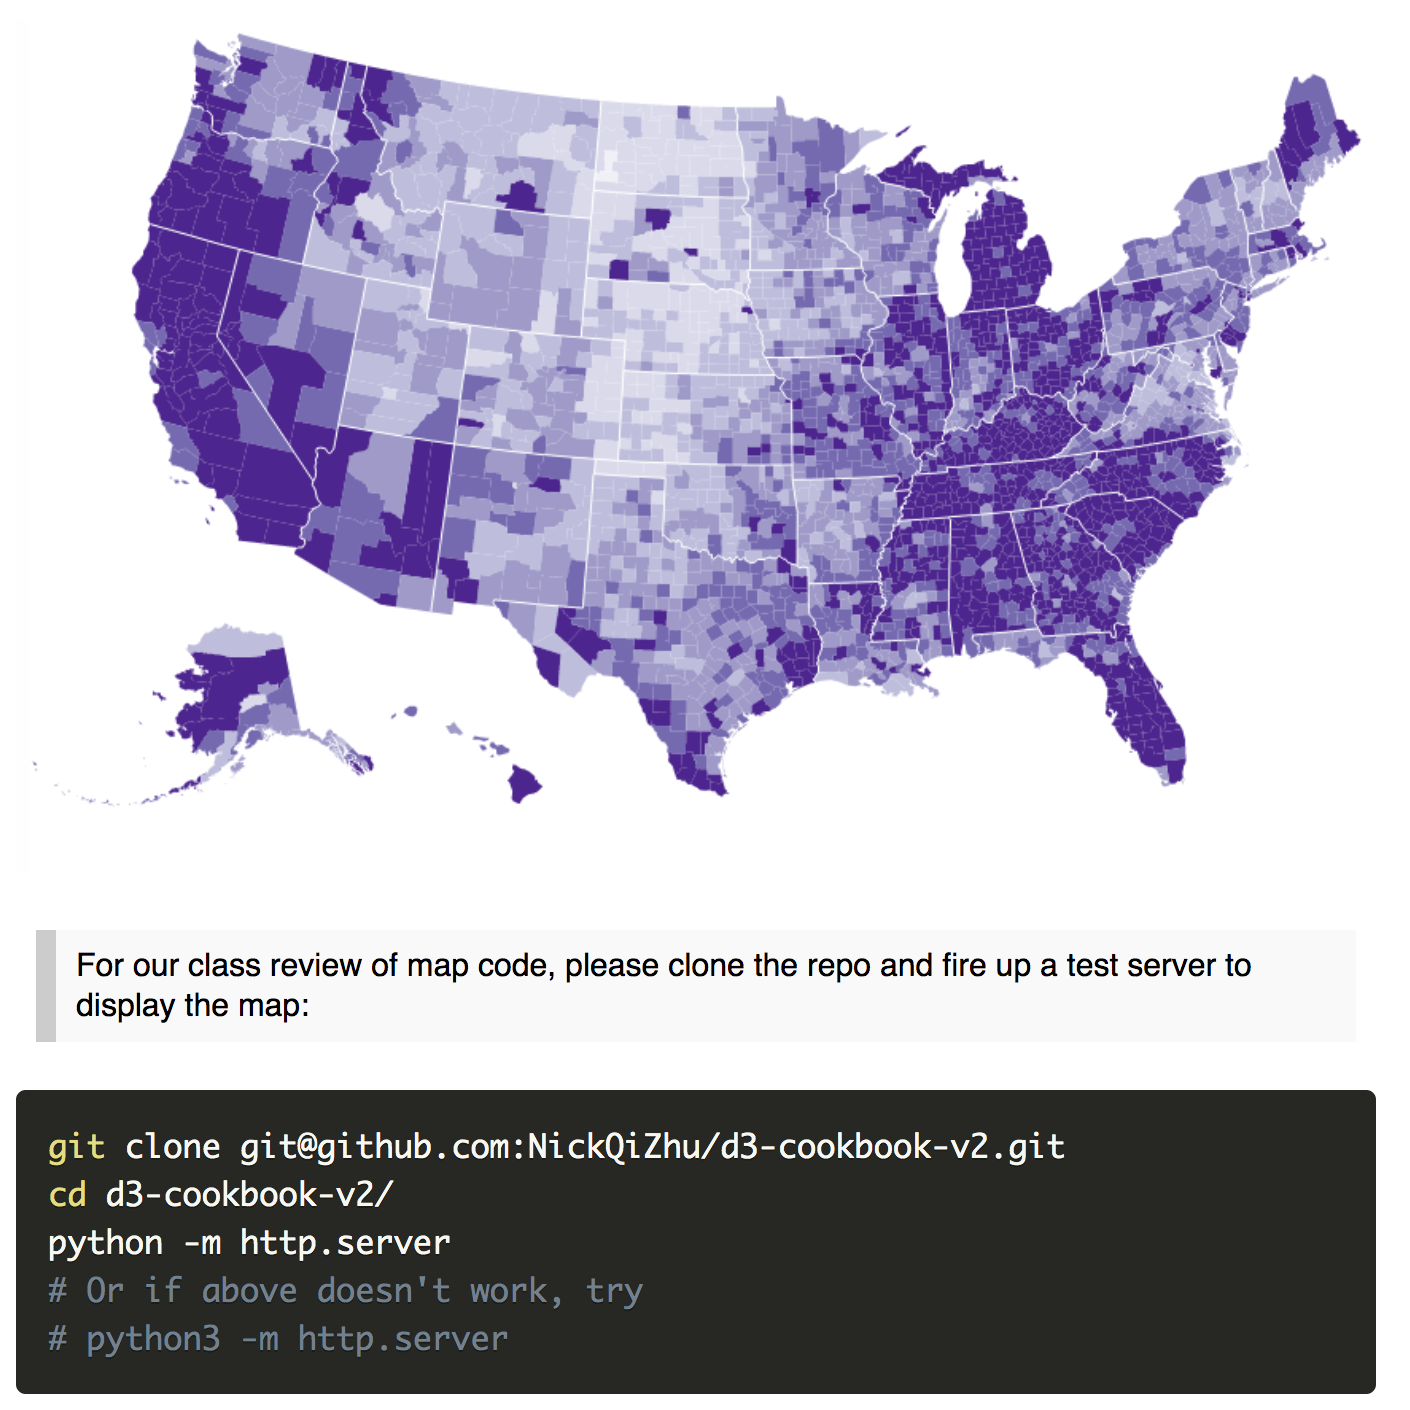 For our class review of map code, please clone the repo and fire up a test server to
display the map:
git clone git@github.com:NickQiZhu/d3-cookbook-v2.git
cd d3-cookbook-v2/
python -m http.server
# Or if above doesn't work, try
# python3 -m http.server